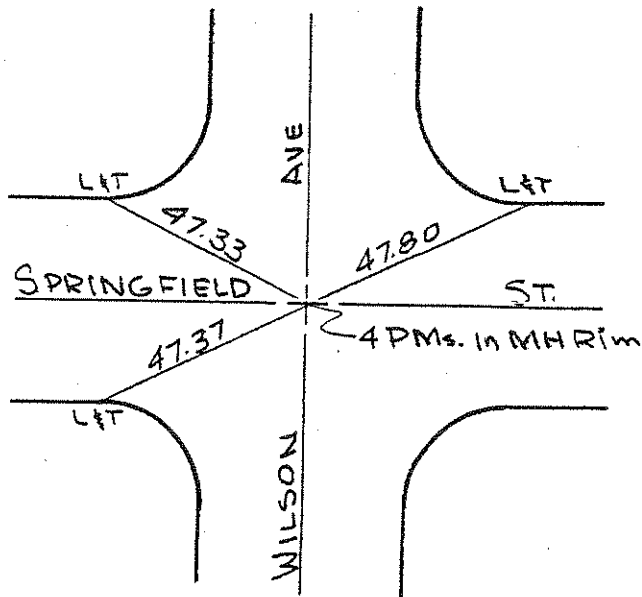 AVE
L&T
L&T
47.33
47.80
SPRINGFIELD
ST.
4 PMs. In MH Rim
47.37
L&T
WILSON